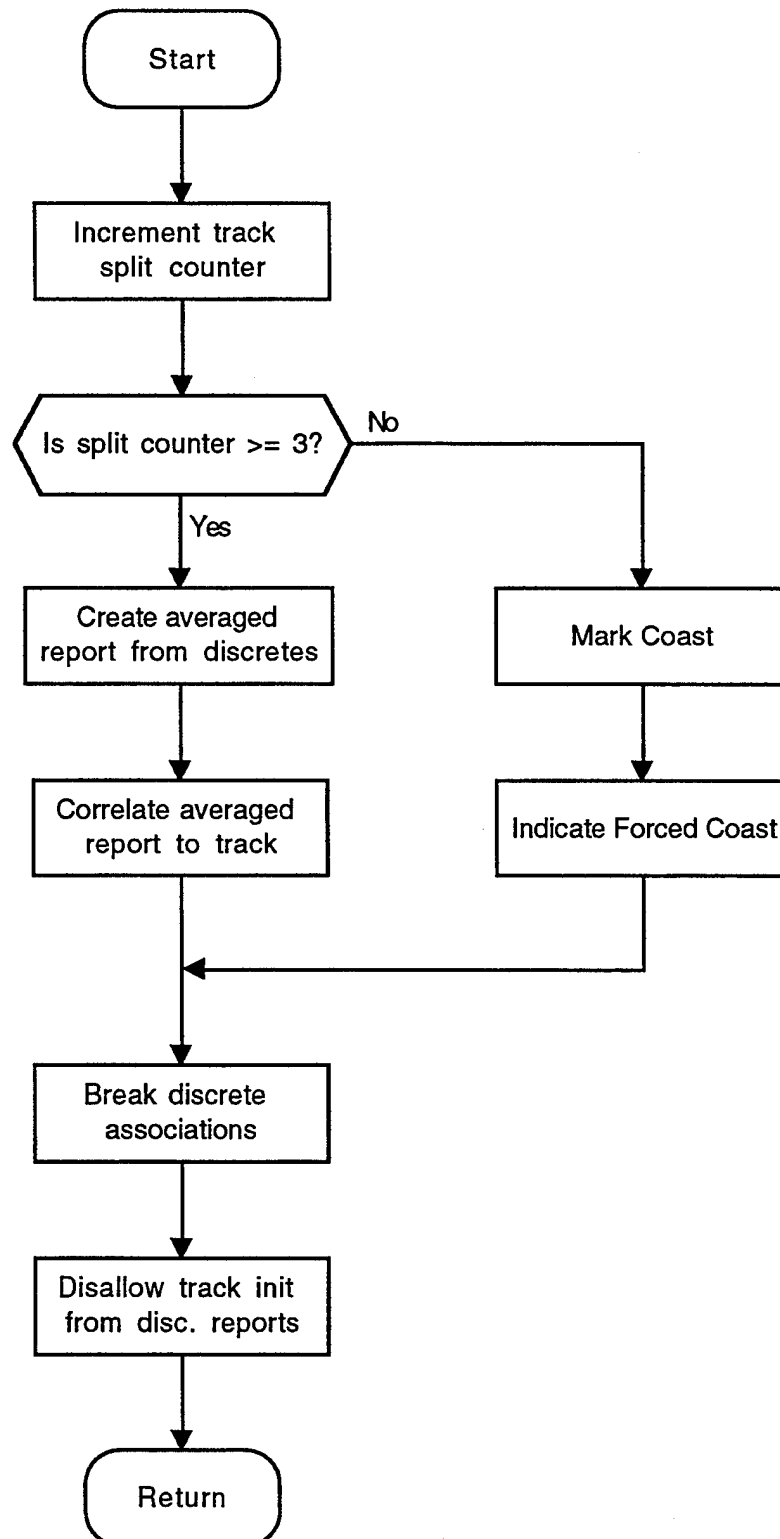 Start
Increment track
split counter
Is split counter >= 3?
No
Yes
Create averaged
report from discretes
Mark Coast
Correlate averaged
report to track
Indicate Forced Coast
Break discrete
associations
Disallow track init
from disc. reports
Return